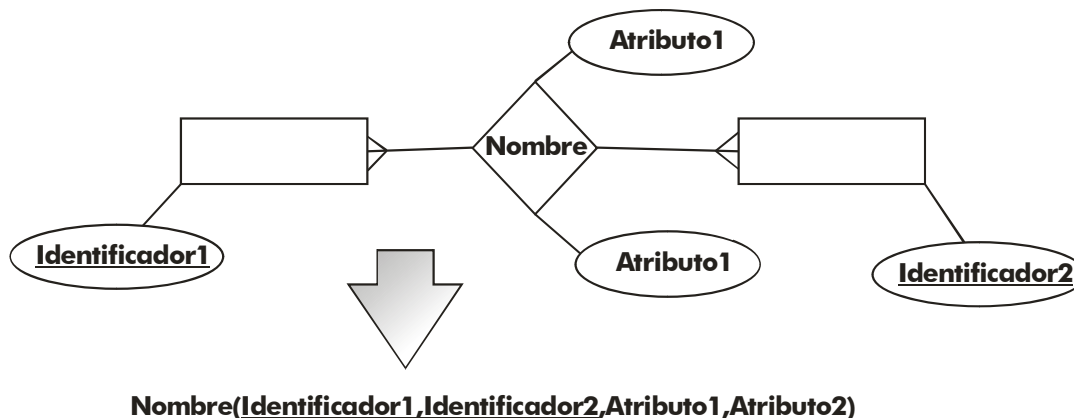 Atributo1
Nombre
Identificador1
Atributo1
Identificador2
Nombre(Identificador1,Identificador2,Atributo1,Atributo2)